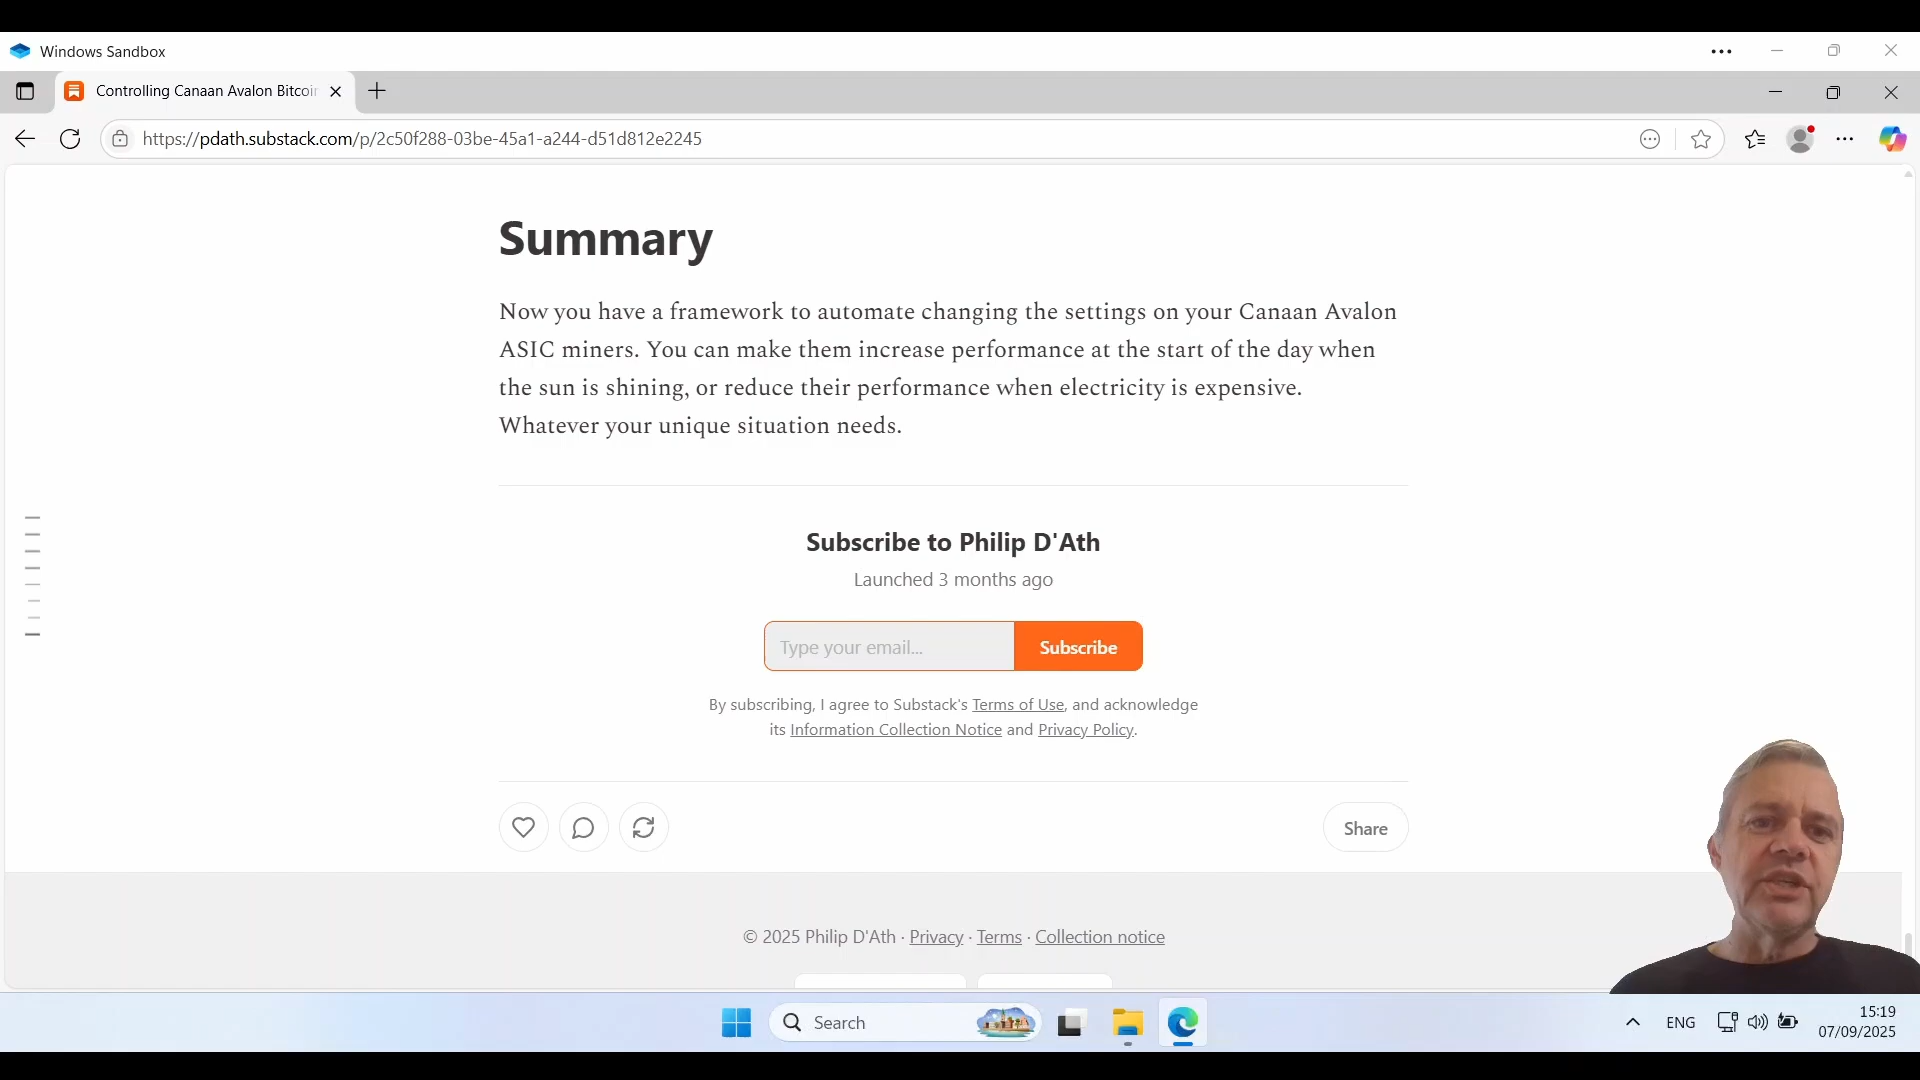 Windows Sandbox
Controlling Canaan Avalon Bitcoin
https://pdath.substack.com/p/2c50f288-03be-45a1-a244-d51d812e2245
Summary
Now you have a framework to automate changing the settings on your Canaan Avalon
ASIC miners. You can make them increase performance at the start of the day when
the sun is shining, or reduce their performance when electricity is expensive.
Whatever your unique situation needs.
Subscribe to Philip D'Ath
Launched 3 months ago
Type your email...
Subscribe
By subscribing, I agree to Substack's Terms of Use, and acknowledge
its Information Collection Notice and Privacy Policy.
Share
© 2025 Philip D'Ath · Privacy · Terms · Collection notice
Search
ENG
15:19
07/09/2025